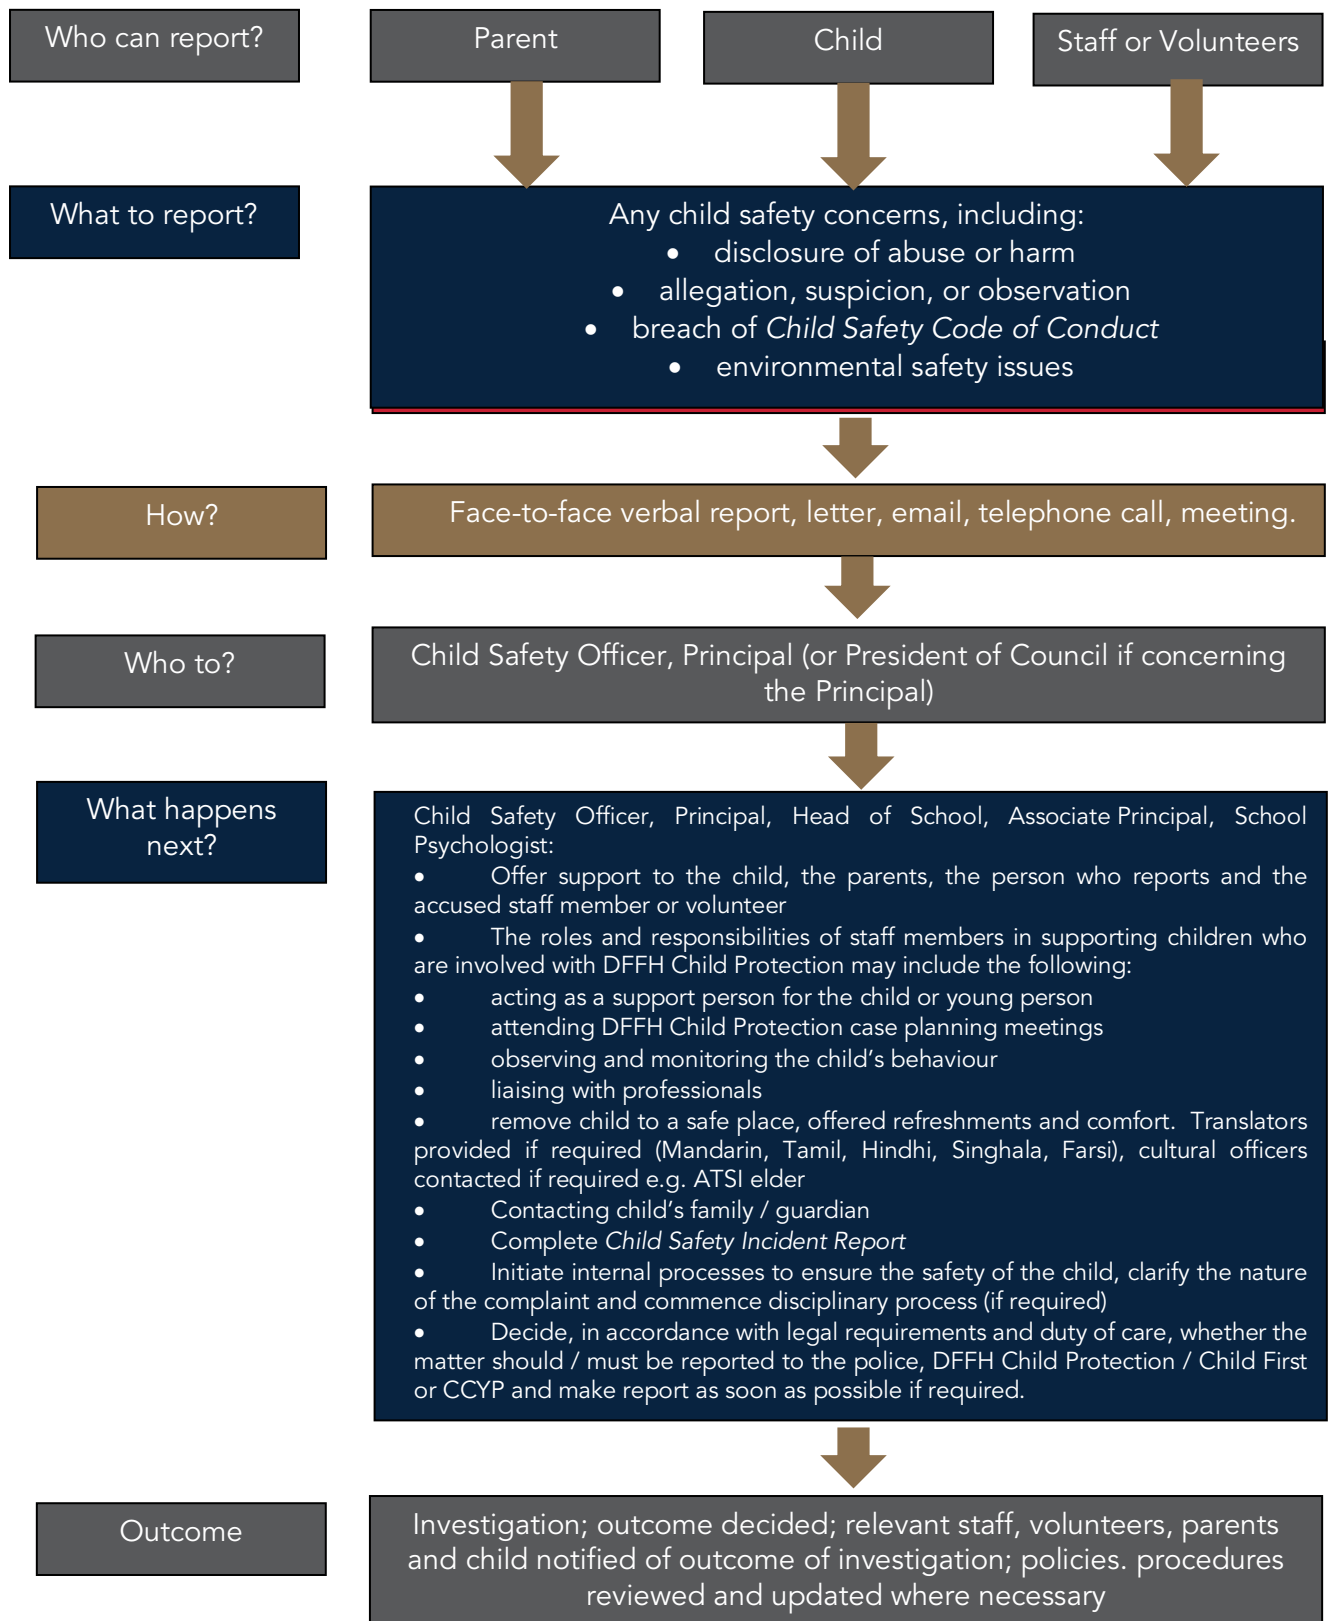 Who can report?
Parent
Child
Staff or Volunteers
What to report?
Any child safety concerns, including:
• disclosure of abuse or harm
• allegation, suspicion, or observation
• breach of Child Safety Code of Conduct
• environmental safety issues
How?
Face-to-face verbal report, letter, email, telephone call, meeting.
Who to?
Child Safety Officer, Principal (or President of Council if concerning
the Principal)
What happens
next?
Child Safety Officer, Principal, Head of School, Associate Principal, School
Psychologist:
• Offer support to the child, the parents, the person who reports and the
accused staff member or volunteer
• The roles and responsibilities of staff members in supporting children who
are involved with DFFH Child Protection may include the following:
• acting as a support person for the child or young person
• attending DFFH Child Protection case planning meetings
• observing and monitoring the child’s behaviour
• liaising with professionals
• remove child to a safe place, offered refreshments and comfort. Translators
provided if required (Mandarin, Tamil, Hindhi, Singhala, Farsi), cultural officers
contacted if required e.g. ATSI elder
• Contacting child’s family / guardian
• Complete Child Safety Incident Report
• Initiate internal processes to ensure the safety of the child, clarify the nature
of the complaint and commence disciplinary process (if required)
• Decide, in accordance with legal requirements and duty of care, whether the
matter should / must be reported to the police, DFFH Child Protection / Child First
or CCYP and make report as soon as possible if required.
Outcome
Investigation; outcome decided; relevant staff, volunteers, parents
and child notified of outcome of investigation; policies. procedures
reviewed and updated where necessary